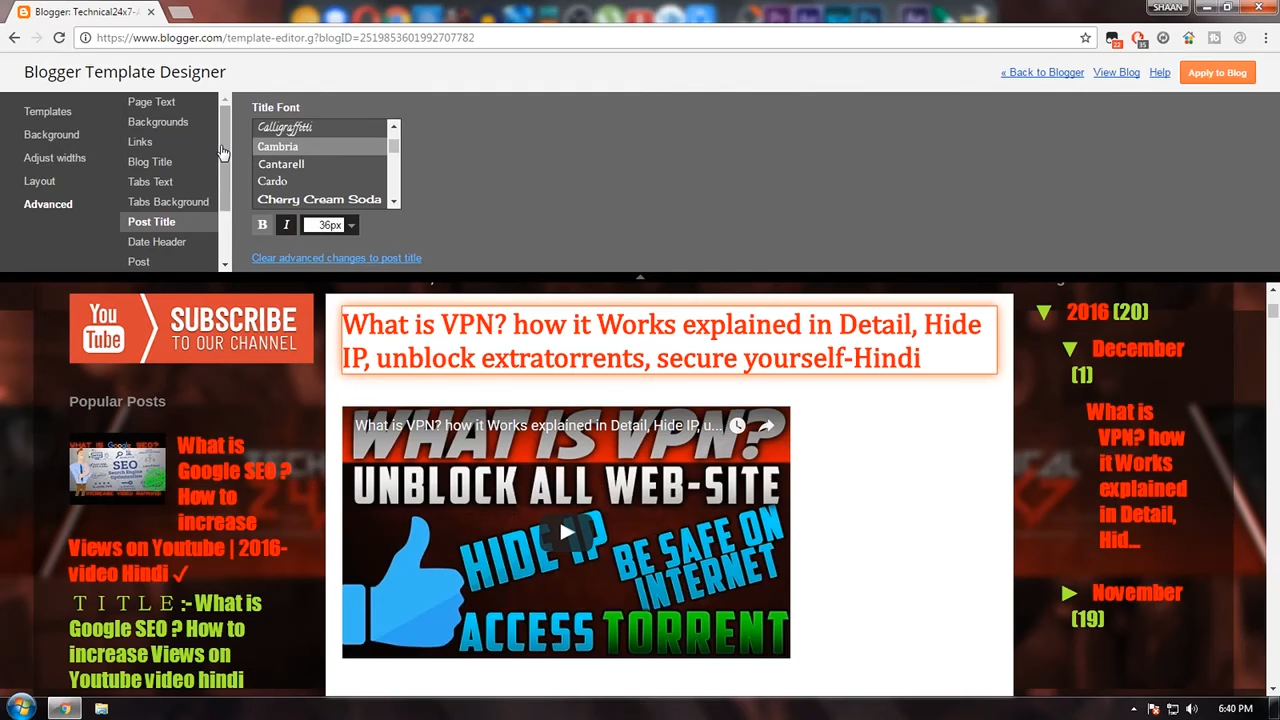 Blogger: Technical24x7-A
SHAAN
https://www.blogger.com/template-editor.g?blogID=2519853601992707782
22
15
Blogger Template Designer
« Back to Blogger
View Blog
Help
Apply to Blog
Templates
Background
Adjust widths
Layout
Advanced
Page Text
Backgrounds
Links
Blog Title
Tabs Text
Tabs Background
Post Title
Date Header
Post
Title Font
Calligraffitti
Cambria
Cantarell
Cardo
Cherry Cream Soda
B
I
36px
Clear advanced changes to post title
You
Tube
SUBSCRIBE
TO OUR CHANNEL
Popular Posts
WHAT IS Google SEO?
SEO
What is
Google SEO ?
How to
increase
Views on Youtube | 2016-
video Hindi ✓
ＴＩＴＬＥ :- What is
Google SEO ? How to
increase Views on
Youtube video hindi
What is VPN? how it Works explained in Detail, Hide
IP, unblock extratorrents, secure yourself-Hindi
What is VPN? how it Works explained in Detail, Hide IP, u...
WHAT IS VPN?
UNBLOCK ALL WEB-SITE
HIDE IP
BE SAFE ON
INTERNET
ACCESS TORRENT
▼ 2016 (20)
▼ December
(1)
What is
VPN? how
it Works
explained
in Detail,
Hid...
► November
(19)
6:40 PM